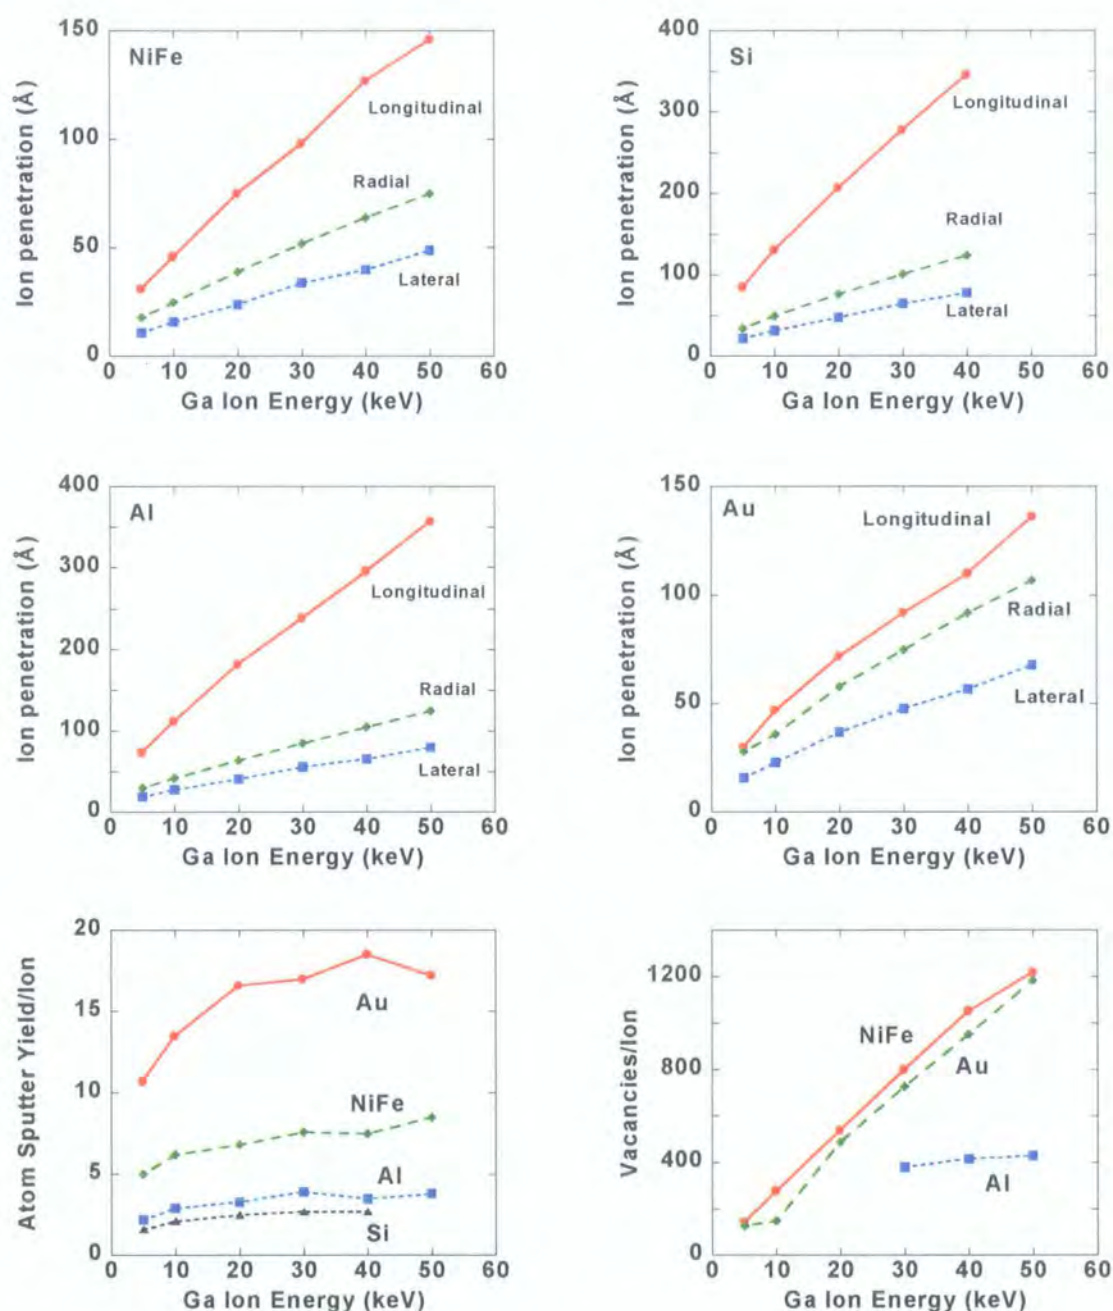 NiFe
Ion penetration (Å)
150
100
50
0
Longitudinal
Radial
Lateral
0 10 20 30 40 50 60
Ga Ion Energy (keV)
Si
Ion penetration (Å)
400
300
200
100
0
Longitudinal
Radial
Lateral
0 10 20 30 40 50 60
Ga Ion Energy (keV)
Al
Ion penetration (Å)
400
300
200
100
0
Longitudinal
Radial
Lateral
0 10 20 30 40 50 60
Ga Ion Energy (keV)
Au
Ion penetration (Å)
150
100
50
0
Longitudinal
Radial
Lateral
0 10 20 30 40 50 60
Ga Ion Energy (keV)
Atom Sputter Yield/Ion
20
15
10
5
0
Au
NiFe
Al
Si
0 10 20 30 40 50 60
Ga Ion Energy (keV)
Vacancies/Ion
1200
800
400
0
NiFe
Au
Al
0 10 20 30 40 50 60
Ga Ion Energy (keV)